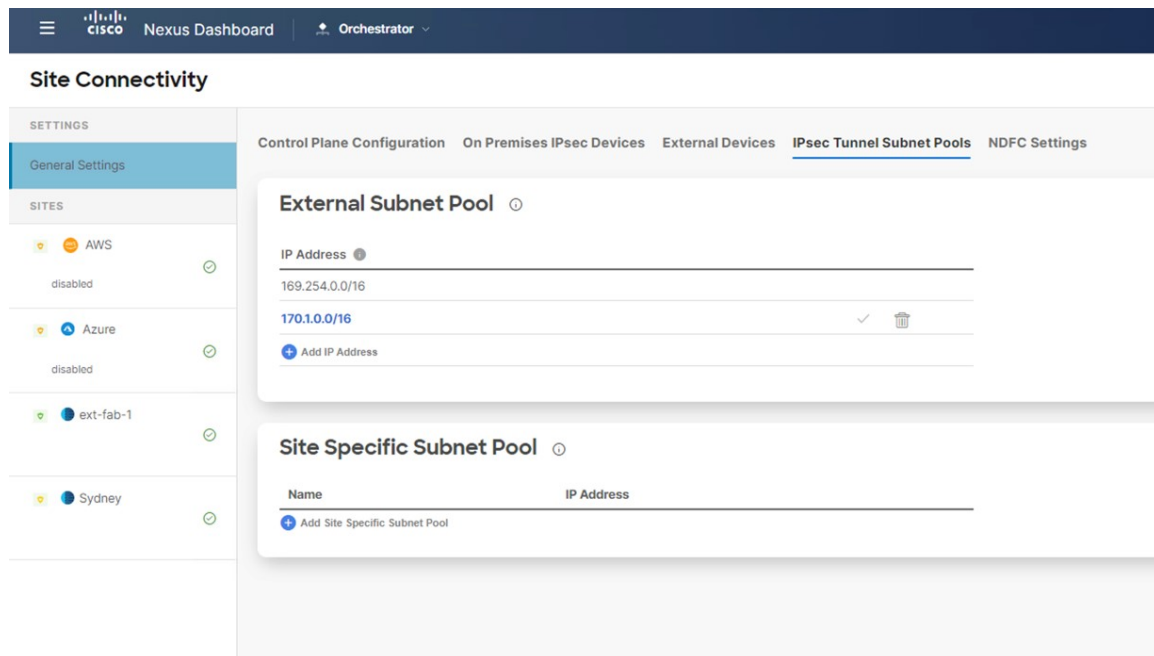 CISCO Nexus Dashboard Orchestrator
Site Connectivity
SETTINGS
General Settings
SITES
AWS
disabled
Azure
disabled
ext-fab-1
Sydney
Control Plane Configuration On Premises IPsec Devices External Devices IPsec Tunnel Subnet Pools NDFC Settings
External Subnet Pool
IP Address
169.254.0.0/16
170.1.0.0/16
Add IP Address
Site Specific Subnet Pool
Name IP Address
Add Site Specific Subnet Pool